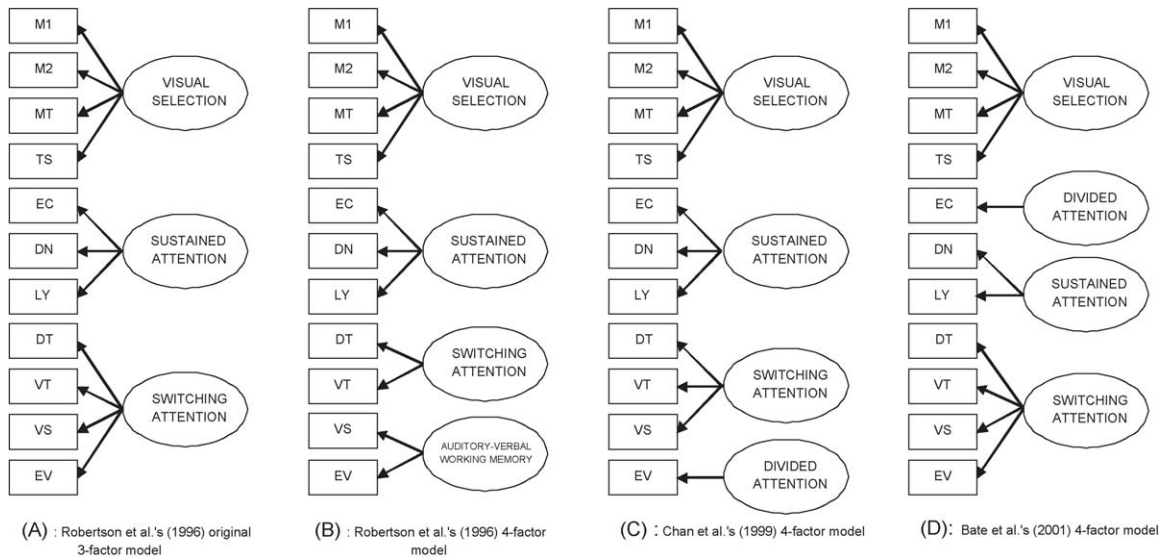 M1
M2
MT
TS
EC
DN
LY
DT
VT
VS
EV
VISUAL
SELECTION
SUSTAINED
ATTENTION
SWITCHING
ATTENTION
(A) : Robertson et al.'s (1996) original
3-factor model
M1
M2
MT
TS
EC
DN
LY
DT
VT
VS
EV
VISUAL
SELECTION
SUSTAINED
ATTENTION
SWITCHING
ATTENTION
AUDITORY-VERBAL
WORKING MEMORY
(B) : Robertson et al.'s (1996) 4-factor
model
M1
M2
MT
TS
EC
DN
LY
DT
VT
VS
EV
VISUAL
SELECTION
SUSTAINED
ATTENTION
SWITCHING
ATTENTION
DIVIDED
ATTENTION
(C) : Chan et al.'s (1999) 4-factor model
M1
M2
MT
TS
EC
DN
LY
DT
VT
VS
EV
VISUAL
SELECTION
DIVIDED
ATTENTION
SUSTAINED
ATTENTION
SWITCHING
ATTENTION
(D): Bate et al.'s (2001) 4-factor model